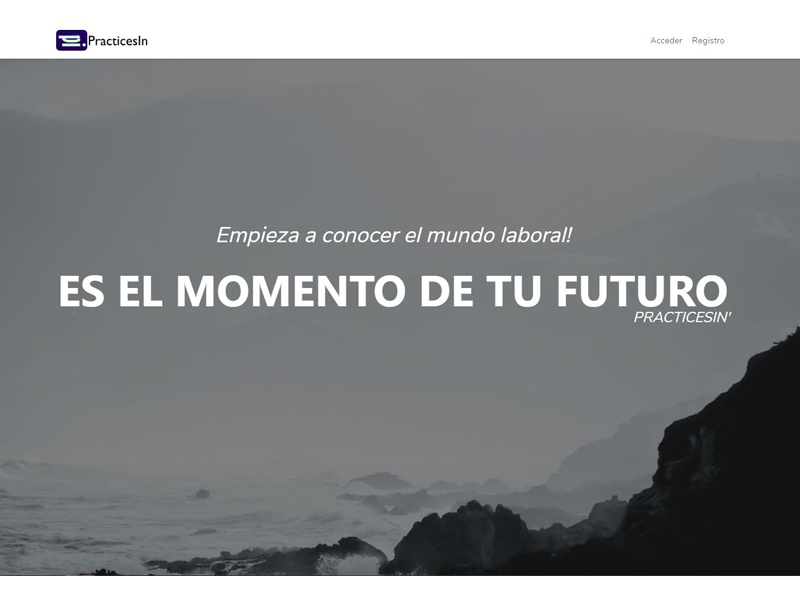 PracticesIn
Acceder Registro
Empieza a conocer el mundo laboral!
ES EL MOMENTO DE TU FUTURO
PRACTICESIN'